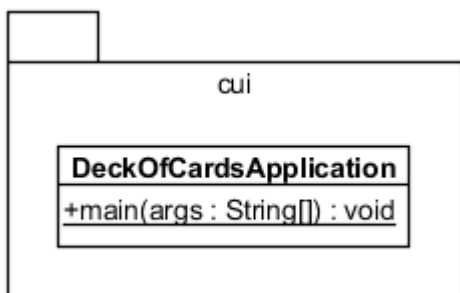 cui
DeckOfCardsApplication
+main(args : String[]) : void